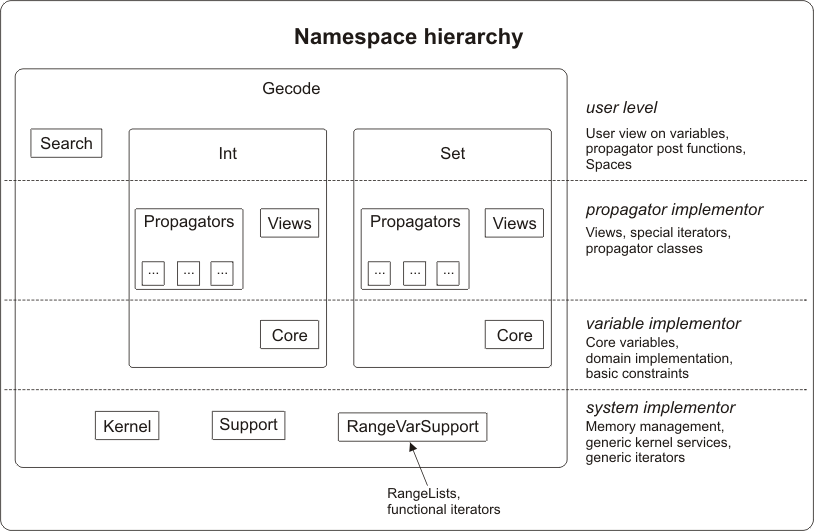 Namespace hierarchy
Gecode
Search
Int
Set
user level
User view on variables,
propagator post functions,
Spaces
Propagators
...
...
...
Views
Propagators
...
...
...
Views
propagator implementor
Views, special iterators,
propagator classes
Core
Core
variable implementor
Core variables,
domain implementation,
basic constraints
Kernel
Support
RangeVarSupport
system implementor
Memory management,
generic kernel services,
generic iterators
RangeLists,
functional iterators